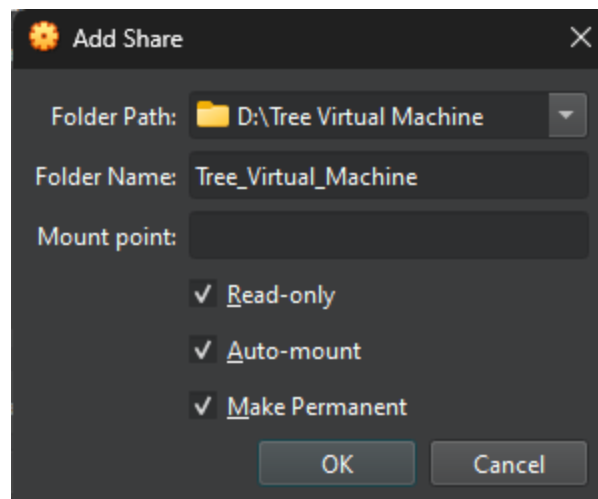 Add Share
Folder Path: D:\Tree Virtual Machine
Folder Name: Tree_Virtual_Machine
Mount point:
Read-only
Auto-mount
Make Permanent
OK Cancel